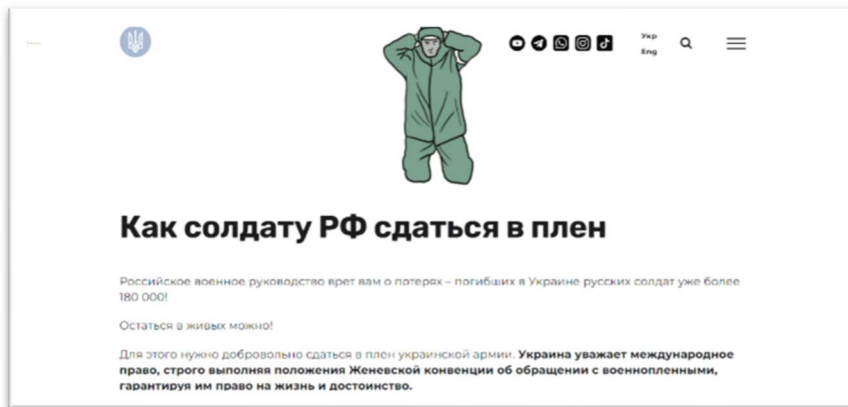 Укр
Eng
Как солдату РФ сдаться в плен
Российское военное руководство врет вам о потерях – погибших в Украине русских солдат уже более
180 000!
Остаться в живых можно!
Для этого нужно добровольно сдаться в плен украинской армии. Украина уважает международное
право, строго выполняя положения Женевской конвенции об обращении с военнопленными,
гарантируя им право на жизнь и достоинство.